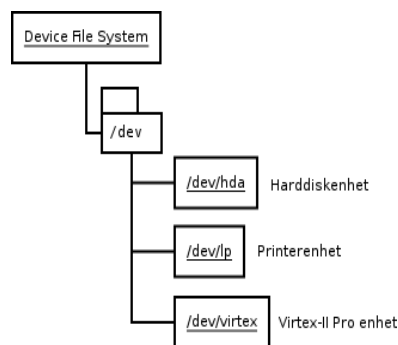 Device File System
/dev
/dev/hda Harddiskenhet
/dev/lp Printerenhet
/dev/virtex Virtex-II Pro enhet